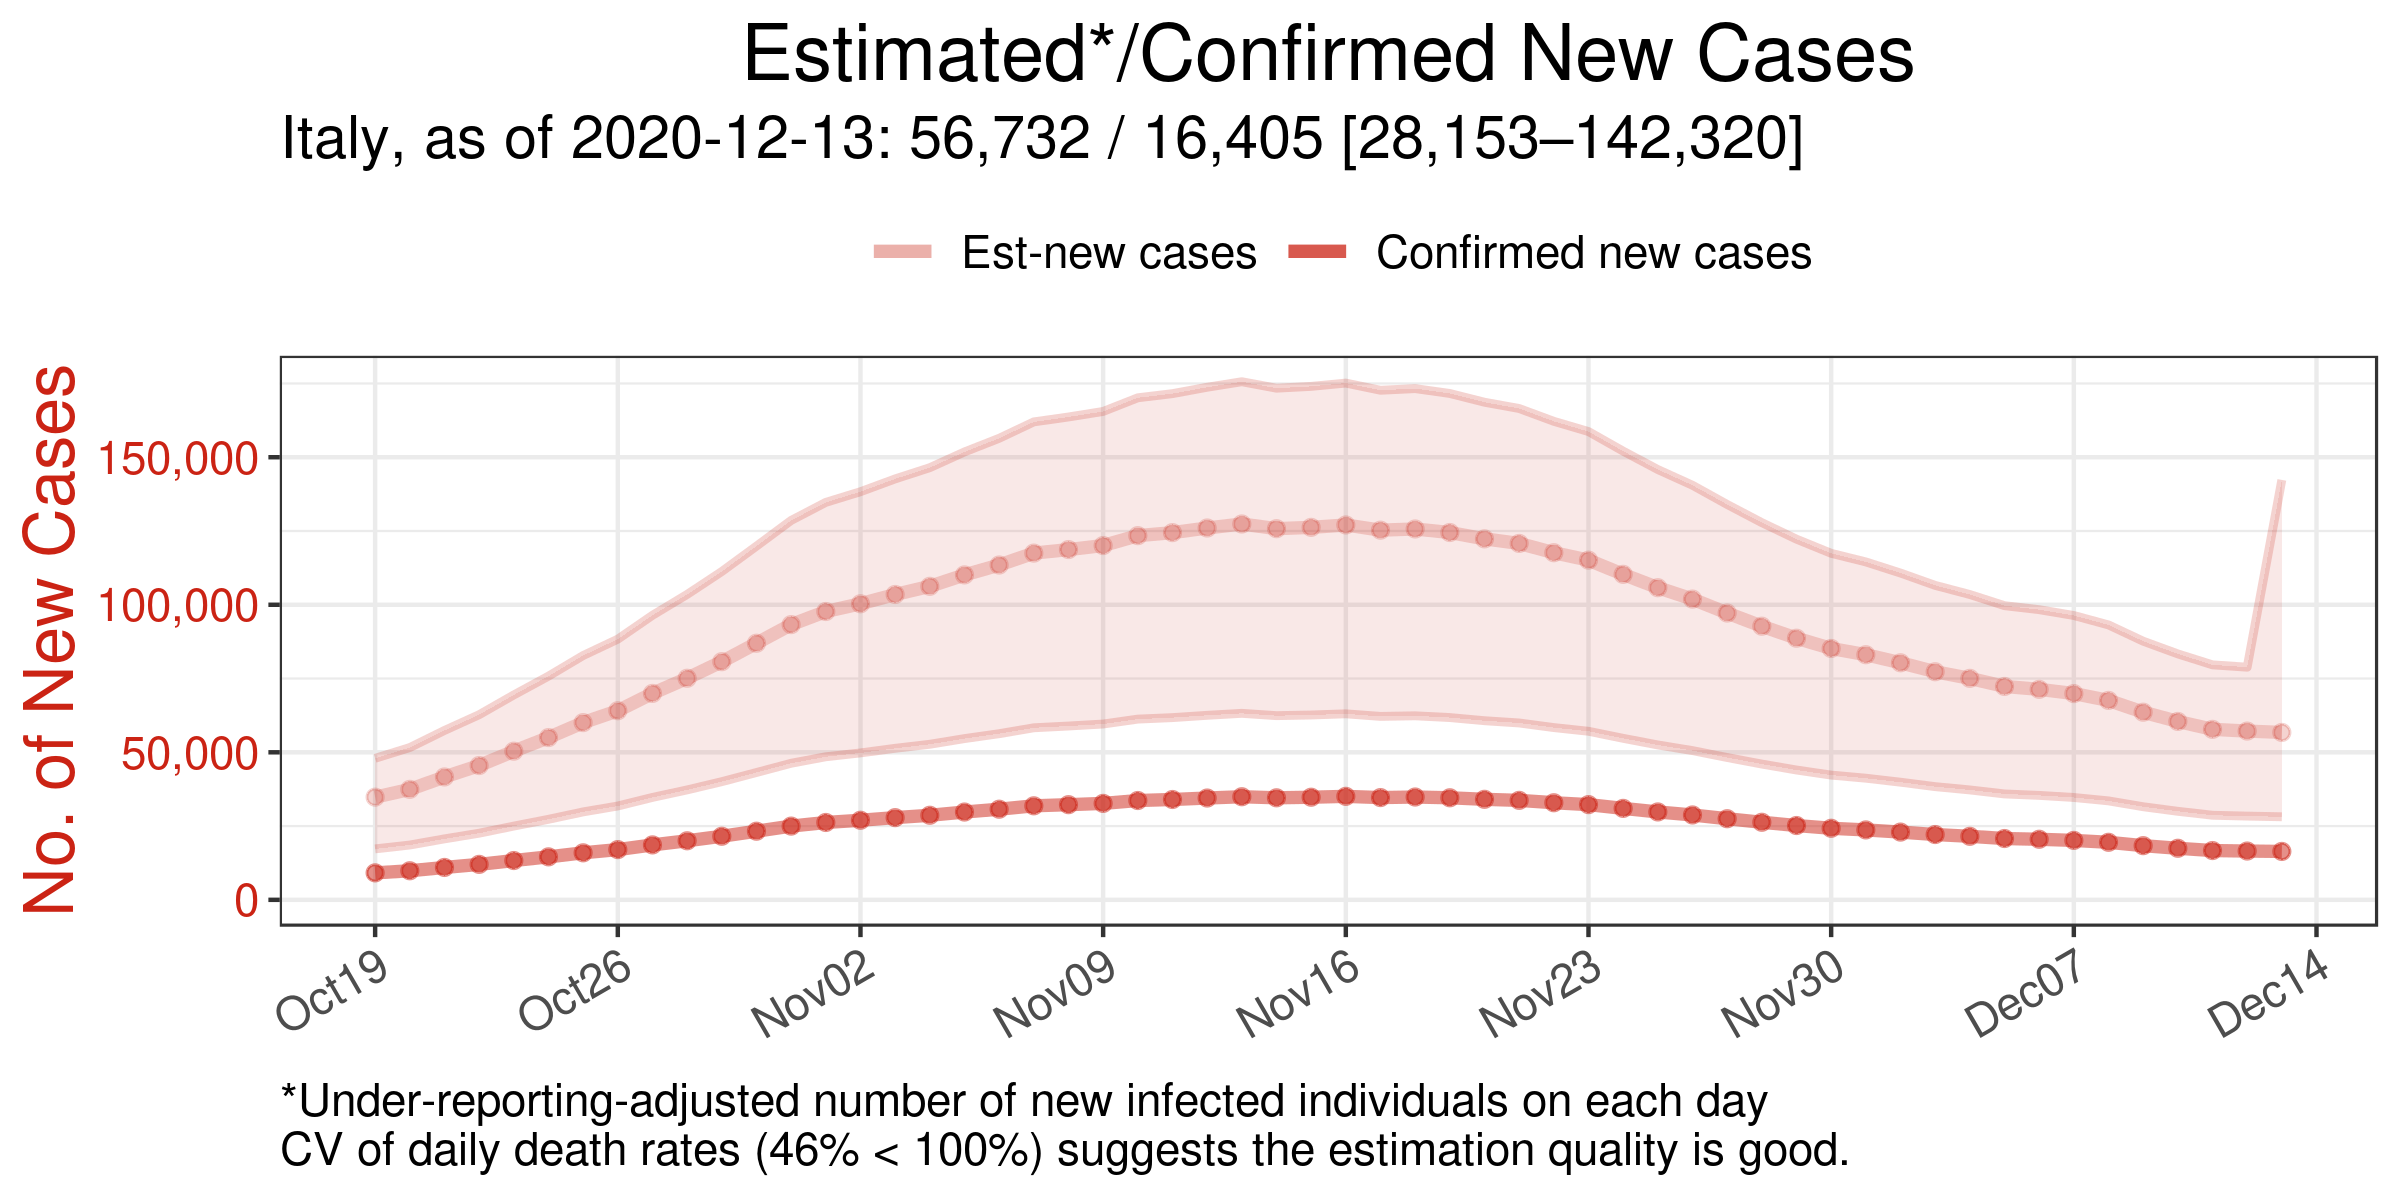 Estimated*/Confirmed New Cases
Italy, as of 2020-12-13: 56,732 / 16,405 [28,153–142,320]
Est-new cases
Confirmed new cases
No. of New Cases
150,000
100,000
50,000
0
Oct19
Oct26
Nov02
Nov09
Nov16
Nov23
Nov30
Dec07
Dec14
*Under-reporting-adjusted number of new infected individuals on each day
CV of daily death rates (46% < 100%) suggests the estimation quality is good.